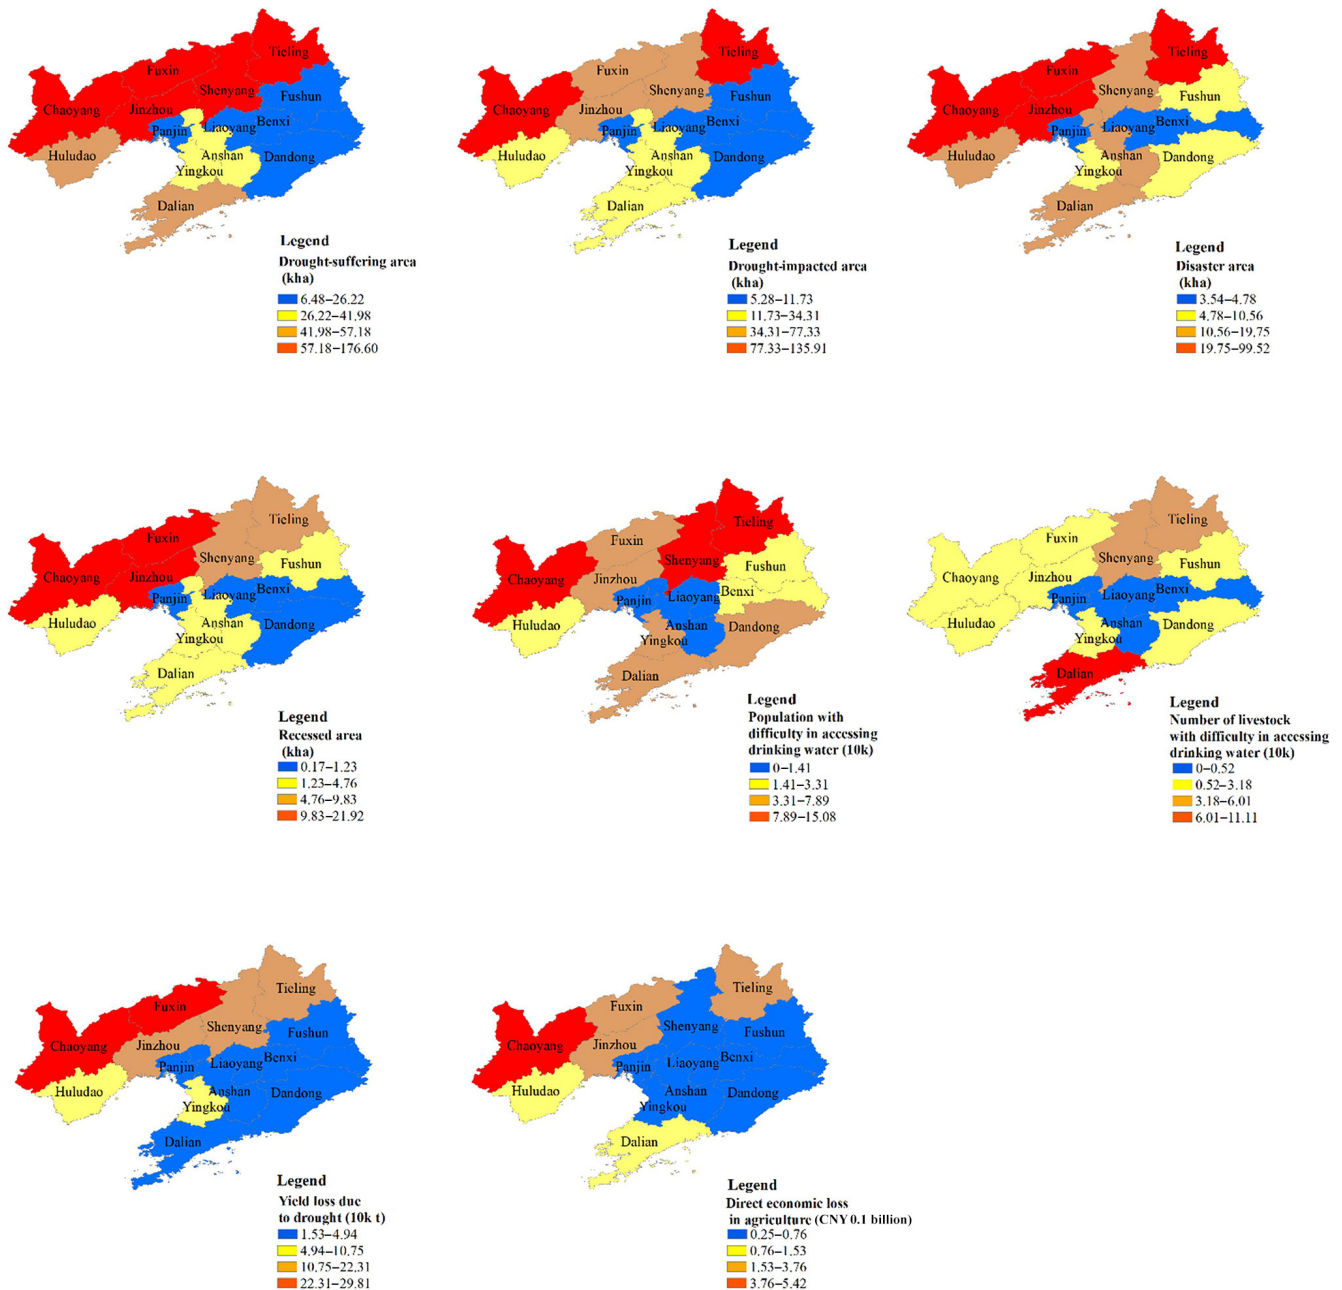 Tieling
Fuxin
Shenyang
Fushun
Chaoyang
Jinzhou
Benxi
Panjin
Liaoyang
Huludao
Anshan
Dandong
Yingkou
Dalian
Legend
Drought-suffering area
(kha)
6.48–26.22
26.22–41.98
41.98–57.18
57.18–176.60
Tieling
Fuxin
Shenyang
Fushun
Chaoyang
Jinzhou
Benxi
Panjin
Liaoyang
Huludao
Anshan
Dandong
Yingkou
Dalian
Legend
Drought-impacted area
(kha)
5.28–11.73
11.73–34.31
34.31–77.33
77.33–135.91
Tieling
Fuxin
Shenyang
Fushun
Chaoyang
Jinzhou
Benxi
Panjin
Liaoyang
Huludao
Anshan
Dandong
Yingkou
Dalian
Legend
Disaster area
(kha)
3.54–4.78
4.78–10.56
10.56–19.75
19.75–99.52
Tieling
Fuxin
Shenyang
Fushun
Chaoyang
Jinzhou
Benxi
Panjin
Liaoyang
Huludao
Anshan
Dandong
Yingkou
Dalian
Legend
Recessed area
(kha)
0.17–1.23
1.23–4.76
4.76–9.83
9.83–21.92
Tieling
Fuxin
Shenyang
Fushun
Chaoyang
Jinzhou
Benxi
Panjin
Liaoyang
Huludao
Anshan
Dandong
Yingkou
Dalian
Legend
Population with
difficulty in accessing
drinking water (10k)
0–1.41
1.41–3.31
3.31–7.89
7.89–15.08
Tieling
Fuxin
Shenyang
Fushun
Chaoyang
Jinzhou
Benxi
Panjin
Liaoyang
Huludao
Anshan
Dandong
Yingkou
Dalian
Legend
Number of livestock
with difficulty in accessing
drinking water (10k)
0–0.52
0.52–3.18
3.18–6.01
6.01–11.11
Tieling
Fuxin
Shenyang
Fushun
Chaoyang
Jinzhou
Benxi
Panjin
Liaoyang
Huludao
Anshan
Dandong
Yingkou
Dalian
Legend
Yield loss due
to drought (10k t)
1.53–4.94
4.94–10.75
10.75–22.31
22.31–29.81
Tieling
Fuxin
Shenyang
Fushun
Chaoyang
Jinzhou
Benxi
Panjin
Liaoyang
Huludao
Anshan
Dandong
Yingkou
Dalian
Legend
Direct economic loss
in agriculture (CNY 0.1 billion)
0.25–0.76
0.76–1.53
1.53–3.76
3.76–5.42